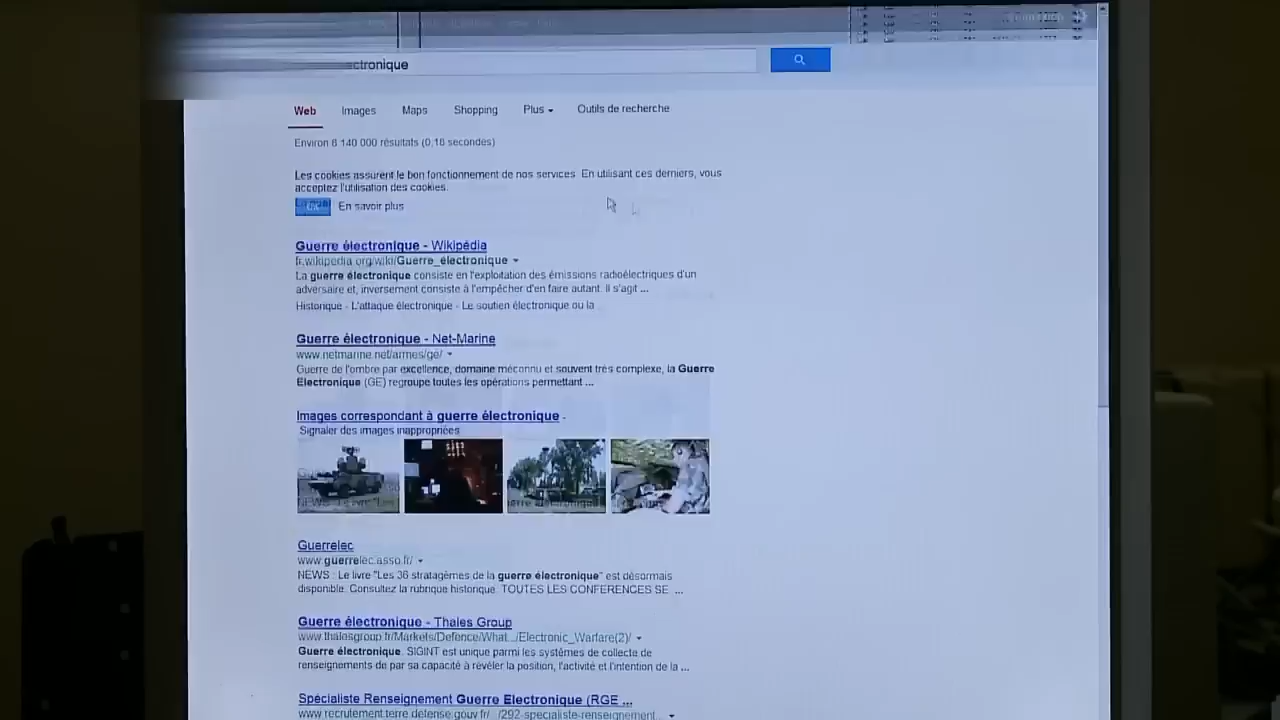 ctronique
Web Images Maps Shopping Plus Outils de recherche
Environ 6 140 000 résultats (0,18 secondes)
Les cookies assurent le bon fonctionnement de nos services. En utilisant ces derniers, vous
acceptez l'utilisation des cookies.
OK En savoir plus
Guerre électronique - Wikipédia
fr.wikipedia.org/wiki/Guerre_électronique
La guerre électronique consiste en l'exploitation des émissions radioélectriques d'un
adversaire et, inversement consiste à l'empêcher d'en faire autant. Il s'agit ...
Historique - L'attaque électronique - Le soutien électronique ou la ...
Guerre électronique - Net-Marine
www.netmarine.net/armes/ge/
Guerre de l'ombre par excellence, domaine méconnu et souvent très complexe, la Guerre
Electronique (GE) regroupe toutes les opérations permettant ...
Images correspondant à guerre électronique -
Signaler des images inappropriées
Guerrelec
www.guerrelec.asso.fr/
NEWS : Le livre "Les 36 stratagèmes de la guerre électronique" est désormais
disponible. Consultez la rubrique historique. TOUTES LES CONFERENCES SE ...
Guerre électronique - Thales Group
www.thalesgroup.fr/Markets/Defence/What.../Electronic_Warfare(2)/
Guerre électronique. SIGINT est unique parmi les systèmes de collecte de
renseignements de par sa capacité à révéler la position, l'activité et l'intention de la ...
Spécialiste Renseignement Guerre Electronique (RGE ...
www.recrutement.terre.defense.gouv.fr/.../292-specialiste-renseignement...